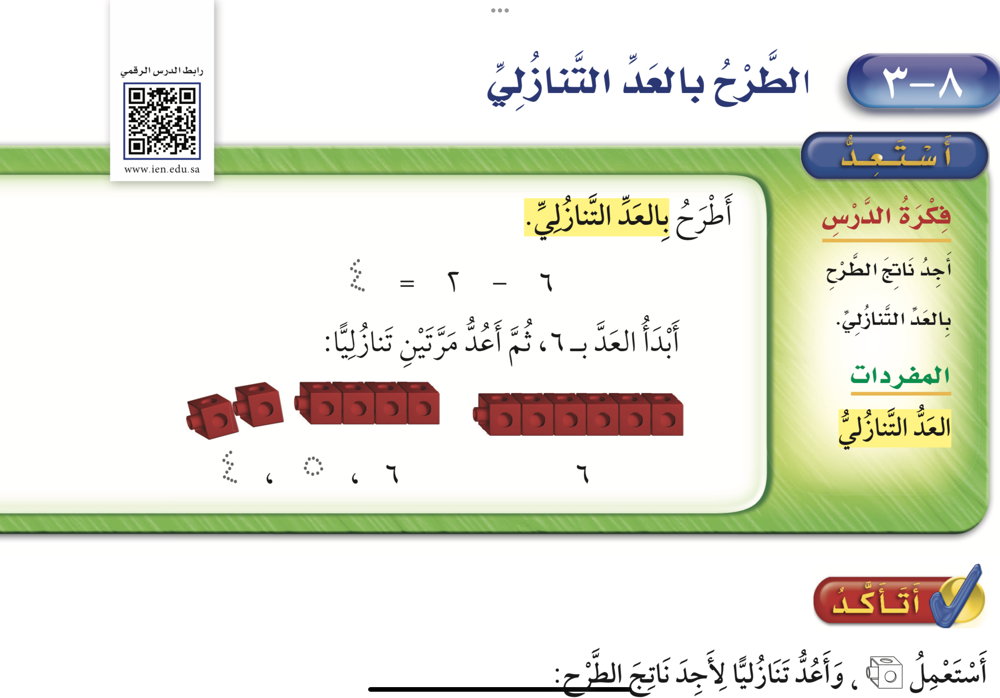 ٨–٣
الطَّرْحُ بالعَدِّ التَّنازُلِيِّ
رابط الدرس الرقمي
www.ien.edu.sa
أَسْتَعِدُّ
فِكْرَةُ الدَّرْسِ
أَجِدُ نَاتِجَ الطَّرْحِ
بِالعَدِّ التَّنازُلِيِّ.
المفردات
العَدُّ التَّنازُليُّ
أَطْرَحُ بِالعَدِّ التَّنازُلِيِّ.
٦ – ٢ = ٤
أَبْدَأُ العَدَّ بـ ٦، ثُمَّ أَعُدُّ مَرَّتَيْنِ تَنازُلِيًّا:
٦
٦ ، ٥ ، ٤
أَتَأَكَّدُ
أَسْتَعْمِلُ ، وَأَعُدُّ تَنَازُليًّا لِأَجِدَ نَاتِجَ الطَّرْحِ: